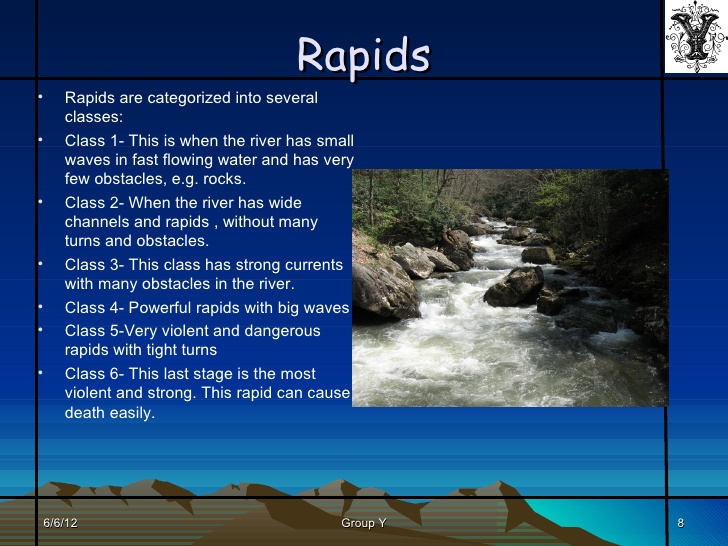 Rapids
Y
• Rapids are categorized into several
classes:
• Class 1- This is when the river has small
waves in fast flowing water and has very
few obstacles, e.g. rocks.
• Class 2- When the river has wide
channels and rapids , without many
turns and obstacles.
• Class 3- This class has strong currents
with many obstacles in the river.
• Class 4- Powerful rapids with big waves
• Class 5-Very violent and dangerous
rapids with tight turns
• Class 6- This last stage is the most
violent and strong. This rapid can cause
death easily.
6/6/12
Group Y
8